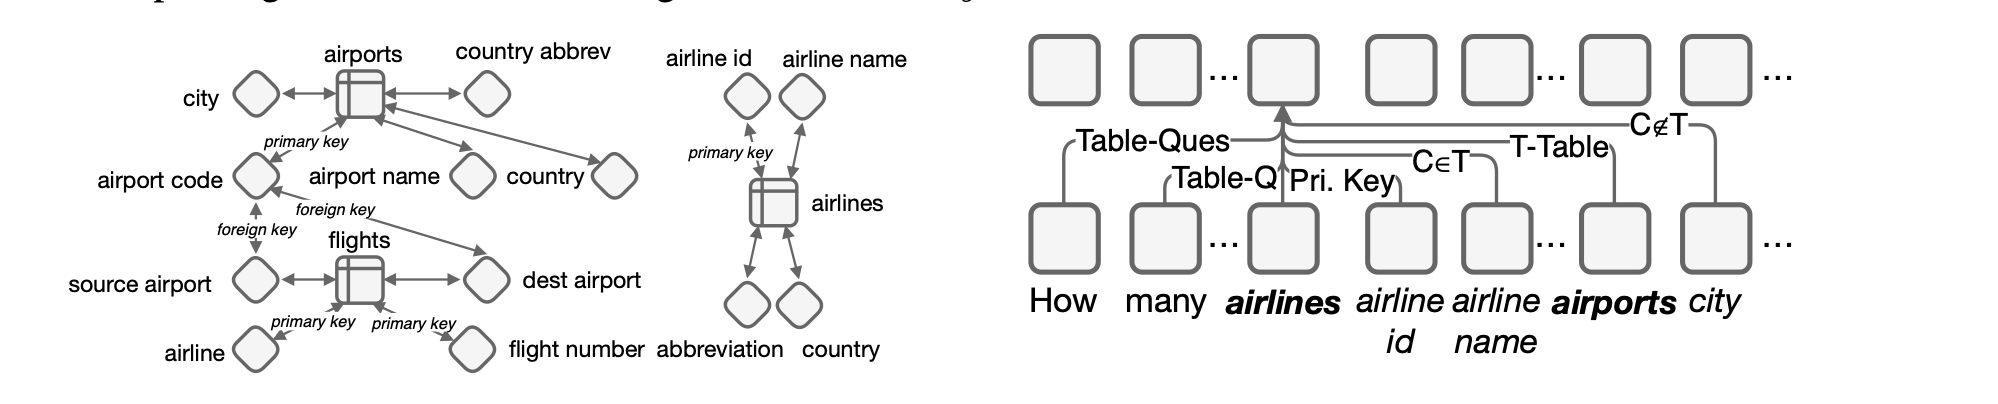 airports
country abbrev
city
primary key
airport code
airport name
country
foreign key
foreign key
flights
source airport
dest airport
primary key
primary key
airline
flight number
airline id
airline name
primary key
airlines
abbreviation
country
...
...
...
C∉T
Table-Ques
T-Table
C∈T
Table-Q
Pri. Key
...
...
...
How many airlines airline id airline name airports city